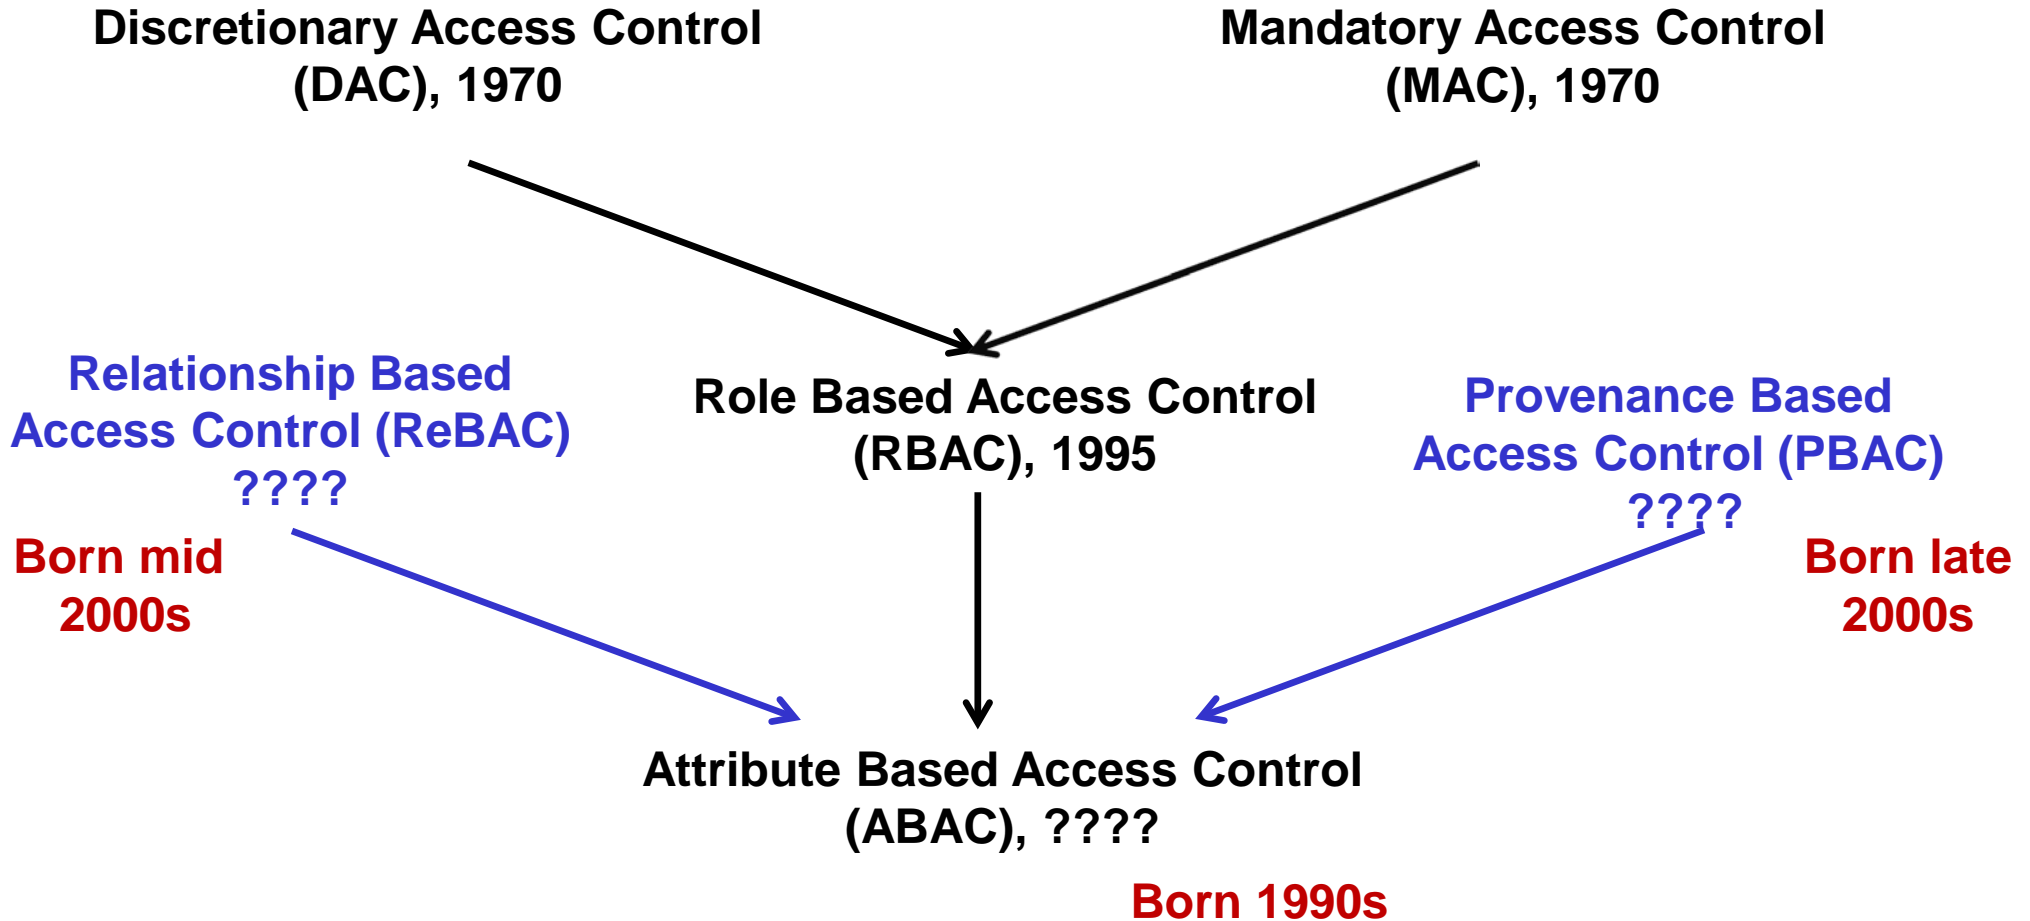 Discretionary Access Control
(DAC), 1970
Mandatory Access Control
(MAC), 1970
Relationship Based
Access Control (ReBAC)
????
Born mid
2000s
Role Based Access Control
(RBAC), 1995
Provenance Based
Access Control (PBAC)
????
Born late
2000s
Attribute Based Access Control
(ABAC), ????
Born 1990s